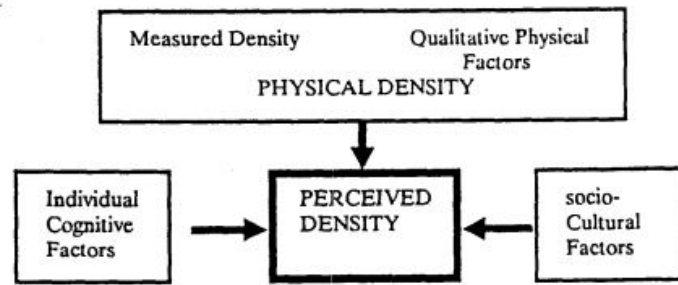 Measured Density Qualitative Physical
Factors
PHYSICAL DENSITY
Individual
Cognitive
Factors
PERCEIVED
DENSITY
socio-
Cultural
Factors